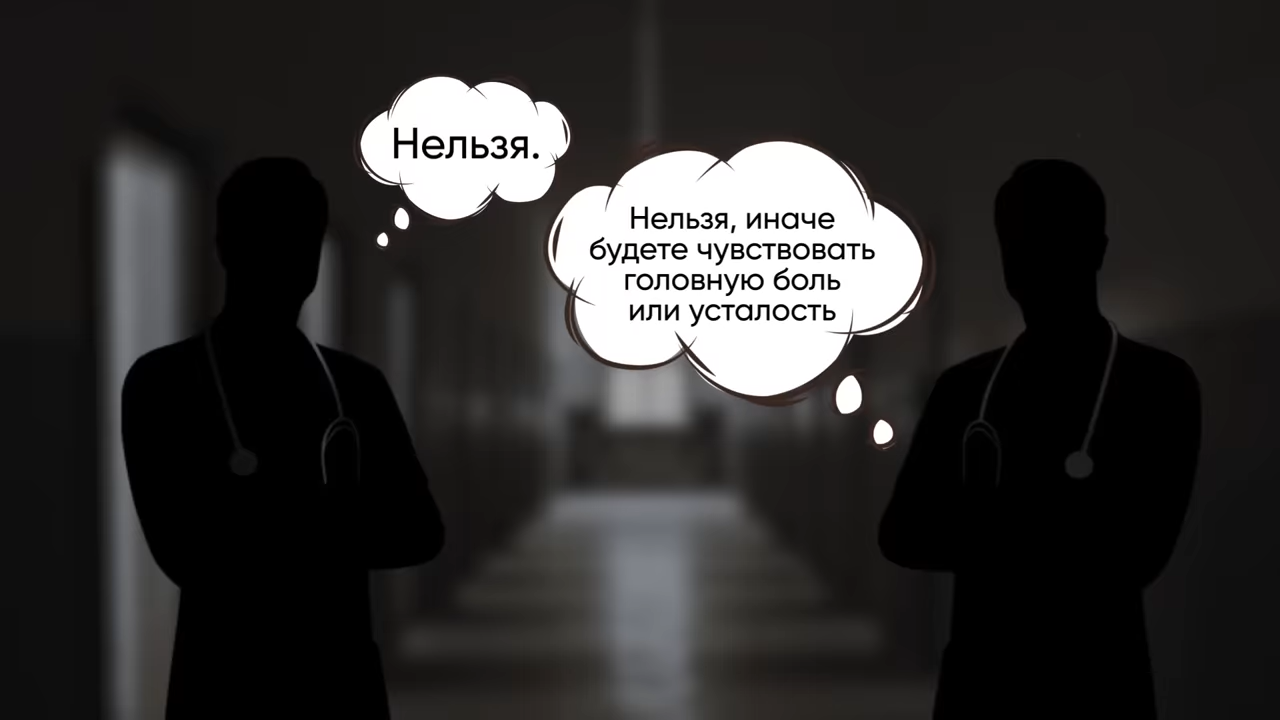 Нельзя.
Нельзя, иначе
будете чувствовать
головную боль
или усталость